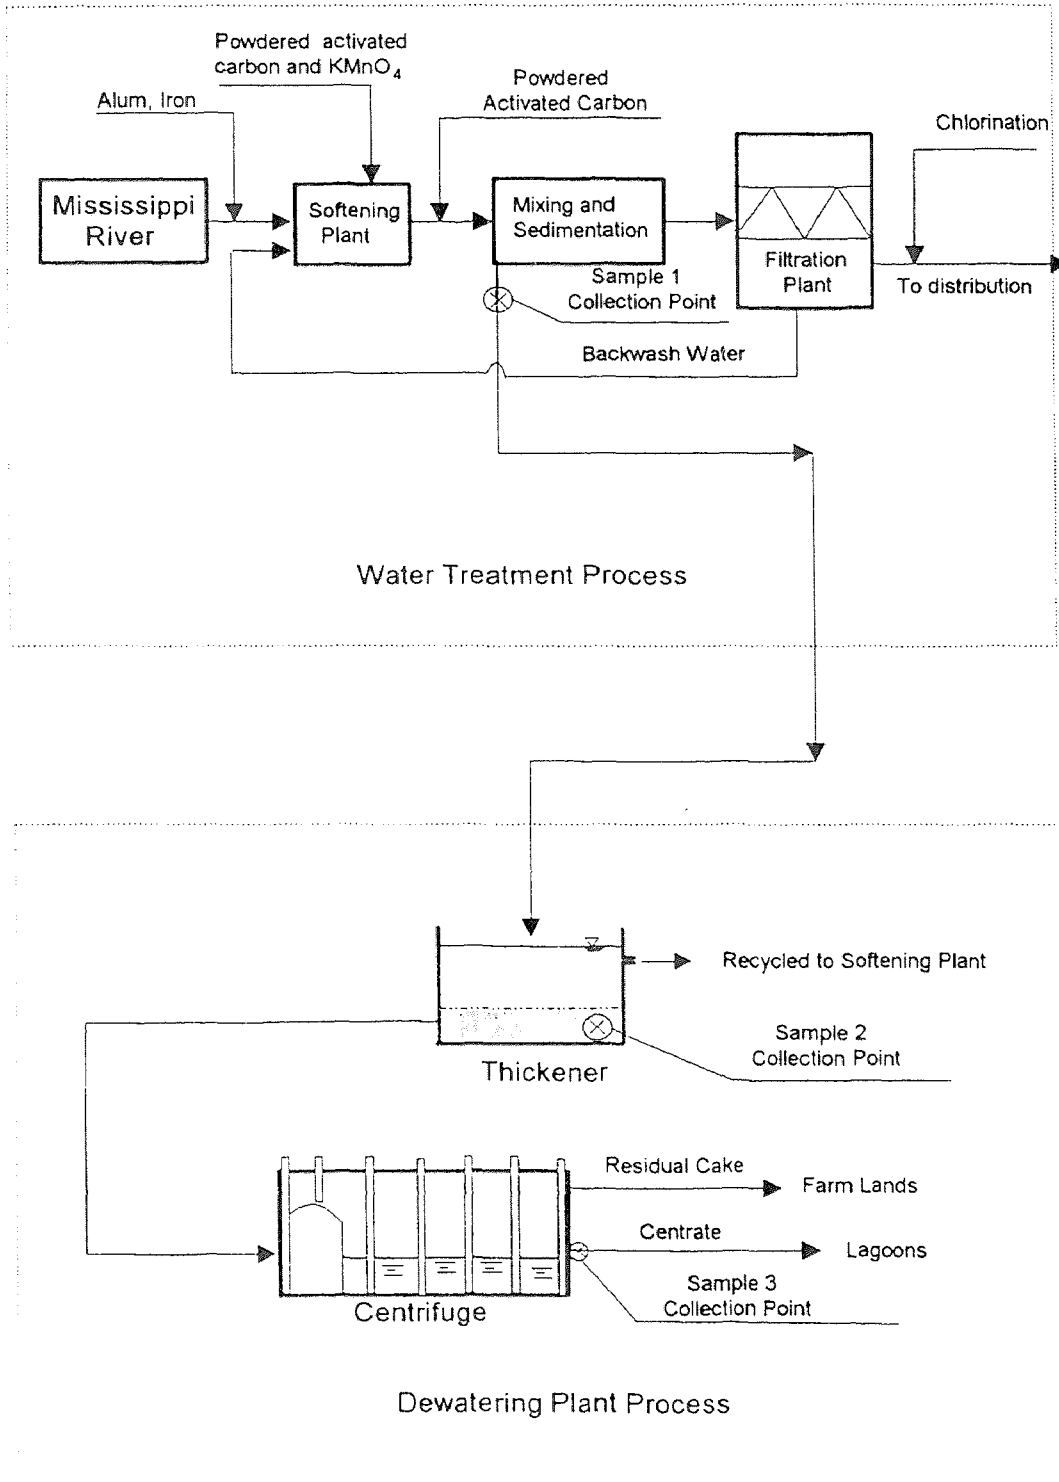 Powdered activated
carbon and KMnO4
Alum, Iron
Powdered
Activated Carbon
Chlorination
Mississippi
River
Softening
Plant
Mixing and
Sedimentation
Filtration
Plant
To distribution
Sample 1
Collection Point
Backwash Water
Water Treatment Process
Recycled to Softening Plant
Sample 2
Collection Point
Thickener
Residual Cake
Farm Lands
Centrate
Lagoons
Sample 3
Collection Point
Centrifuge
Dewatering Plant Process